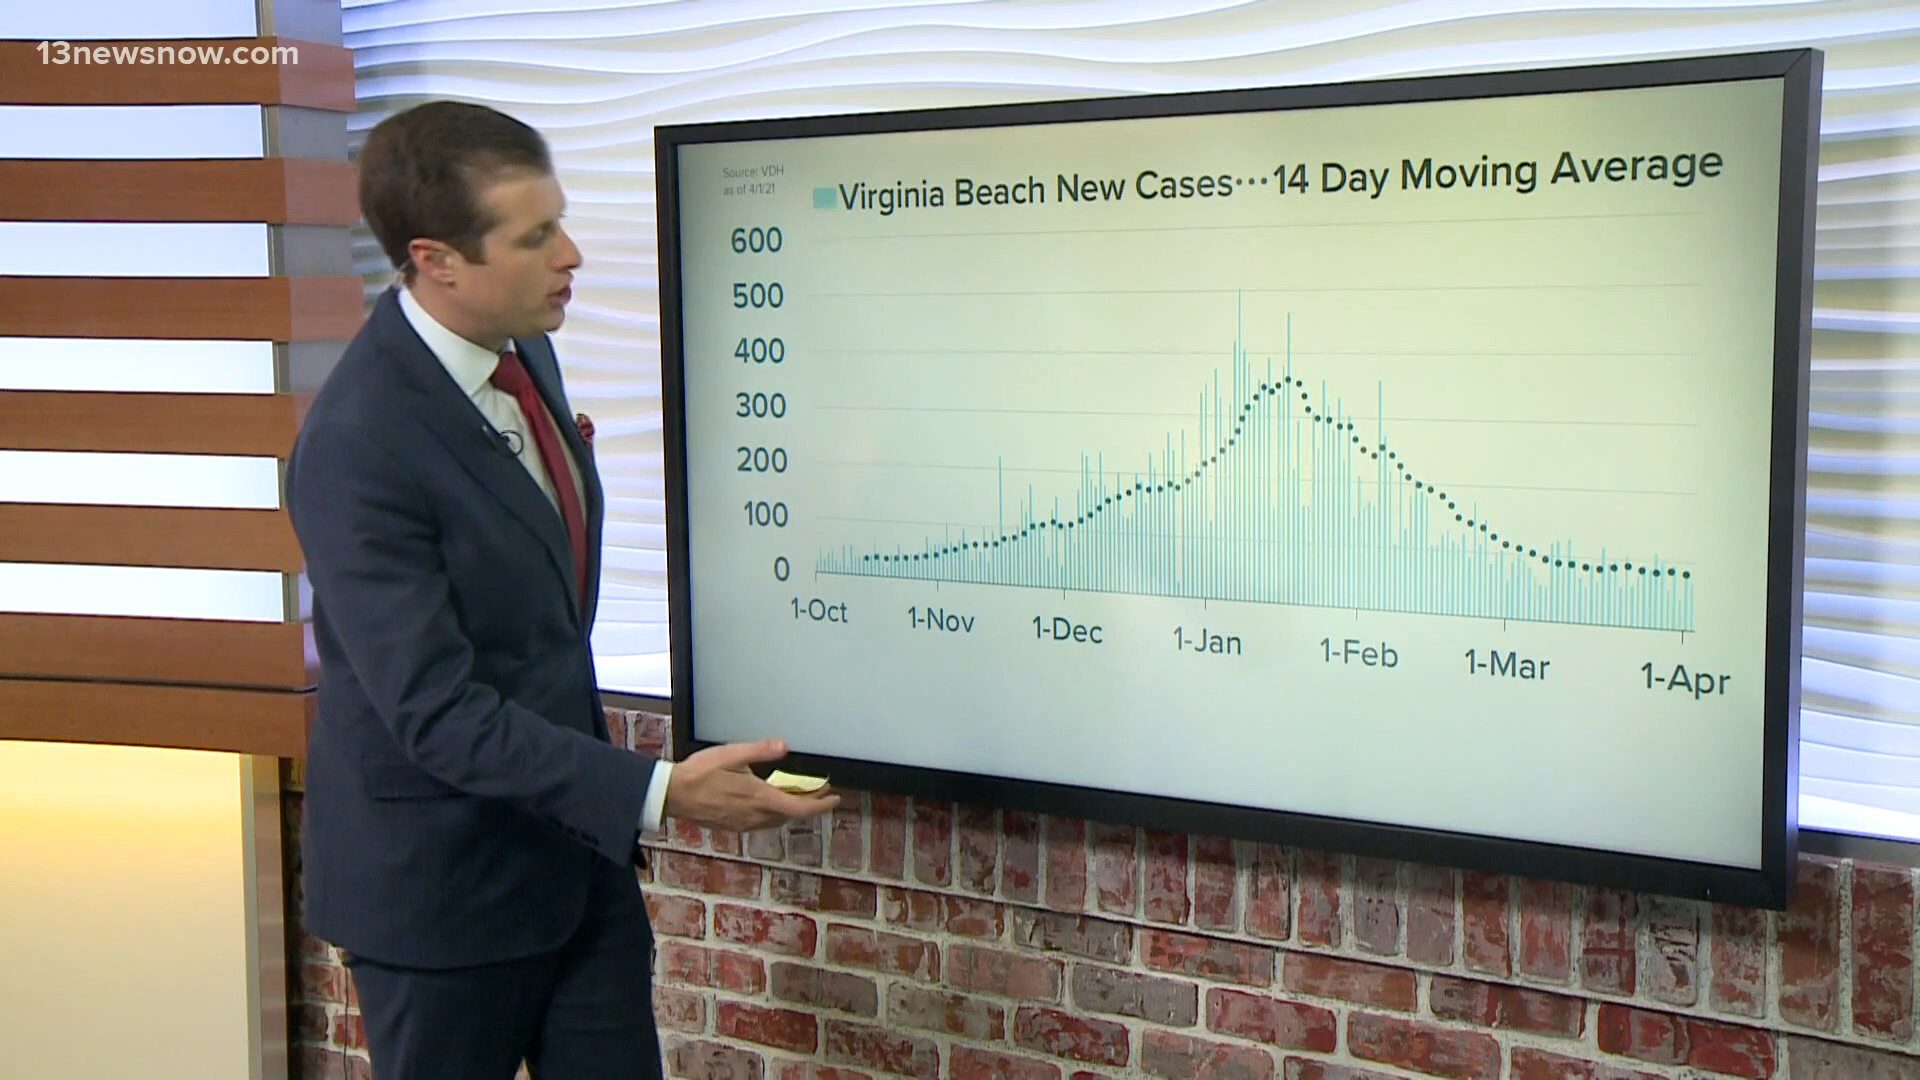 13newsnow.com
Source: VDH
as of 4/1/21
Virginia Beach New Cases···14 Day Moving Average
600
500
400
300
200
100
0
1-Oct
1-Nov
1-Dec
1-Jan
1-Feb
1-Mar
1-Apr